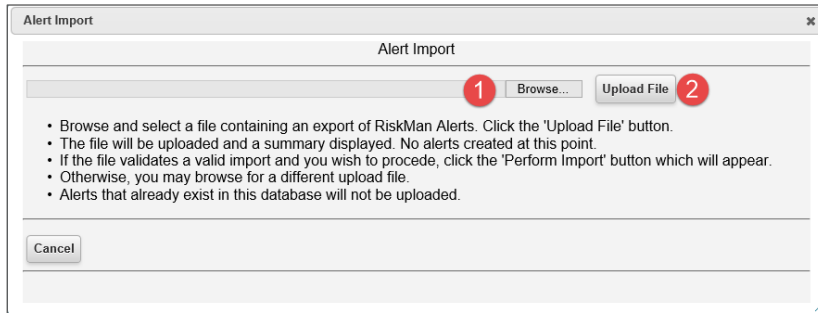 Alert Import
Alert Import
1 Browse... Upload File 2
• Browse and select a file containing an export of RiskMan Alerts. Click the 'Upload File' button.
• The file will be uploaded and a summary displayed. No alerts created at this point.
• If the file validates a valid import and you wish to procede, click the 'Perform Import' button which will appear.
• Otherwise, you may browse for a different upload file.
• Alerts that already exist in this database will not be uploaded.
Cancel